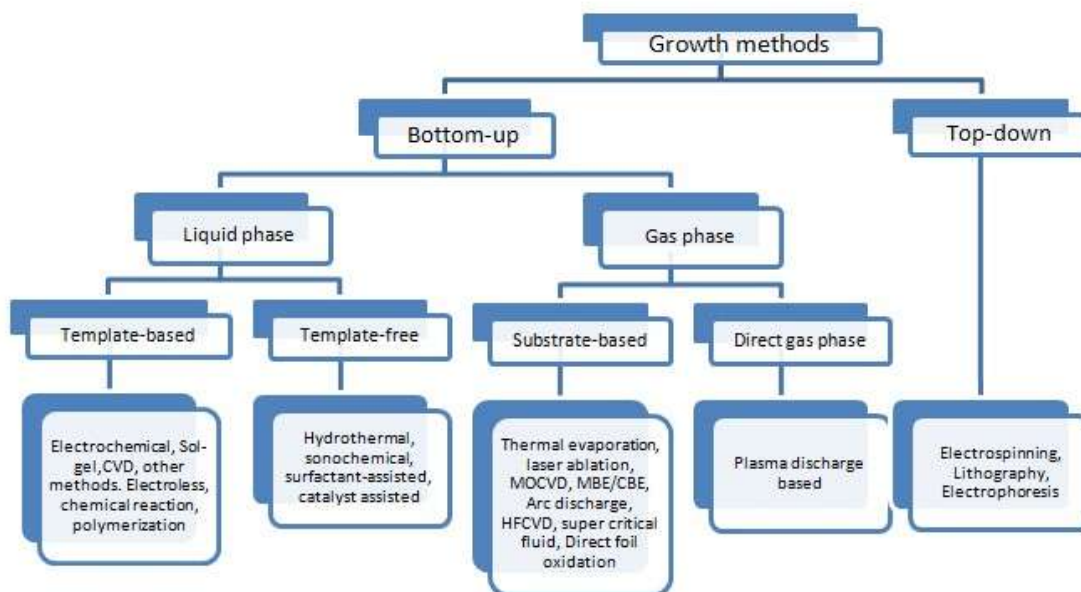 Growth methods
Bottom-up
Top-down
Liquid phase
Gas phase
Template-based
Template-free
Substrate-based
Direct gas phase
Electrochemical, Sol-
gel,CVD, other
methods. Electroless,
chemical reaction,
polymerization
Hydrothermal,
sonochemical,
surfactant-assisted,
catalyst assisted
Thermal evaporation,
laser ablation,
MOCVD, MBE/CBE,
Arc discharge,
HFCVD, super critical
fluid, Direct foil
oxidation
Plasma discharge
based
Electrospinning,
Lithography,
Electrophoresis